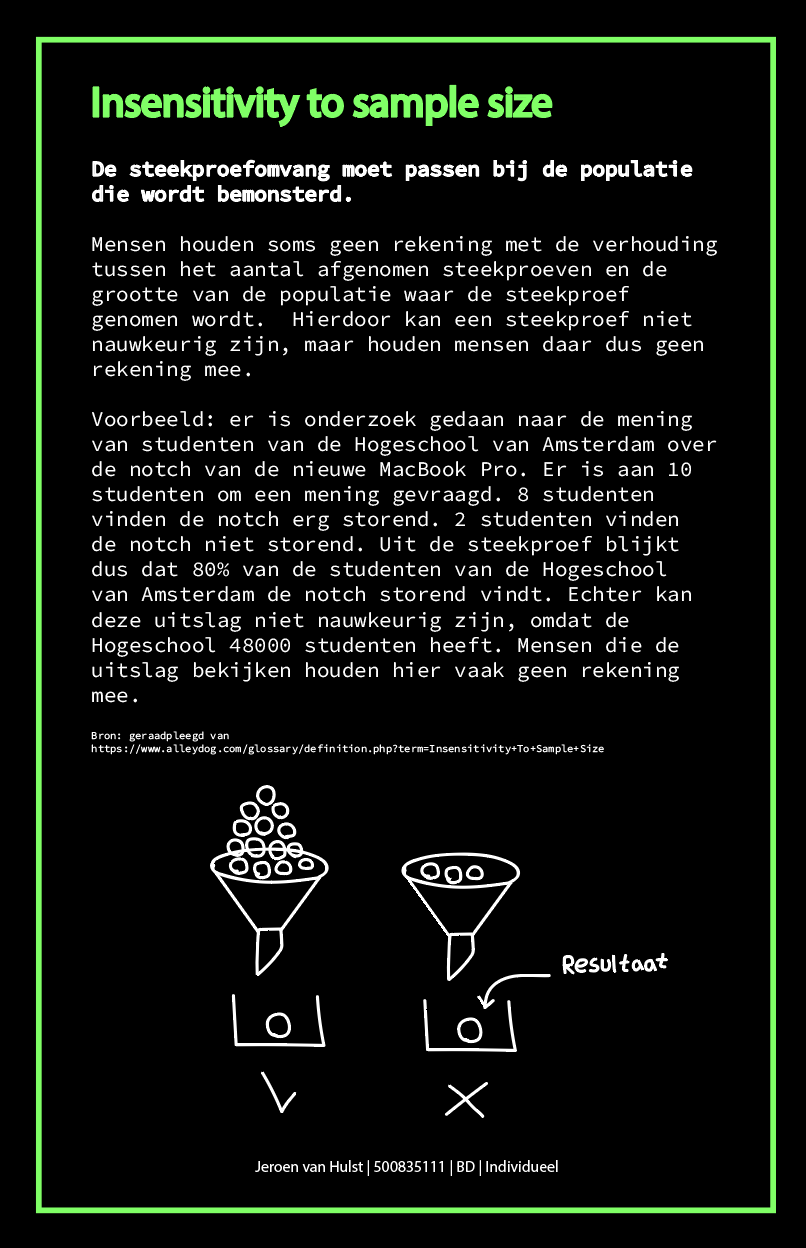 Insensitivity to sample size
De steekproefomvang moet passen bij de populatie
die wordt bemonsterd.
Mensen houden soms geen rekening met de verhouding
tussen het aantal afgenomen steekproeven en de
grootte van de populatie waar de steekproef
genomen wordt.  Hierdoor kan een steekproef niet
nauwkeurig zijn, maar houden mensen daar dus geen
rekening mee.
Voorbeeld: er is onderzoek gedaan naar de mening
van studenten van de Hogeschool van Amsterdam over
de notch van de nieuwe MacBook Pro. Er is aan 10
studenten om een mening gevraagd. 8 studenten
vinden de notch erg storend. 2 studenten vinden
de notch niet storend. Uit de steekproef blijkt
dus dat 80% van de studenten van de Hogeschool
van Amsterdam de notch storend vindt. Echter kan
deze uitslag niet nauwkeurig zijn, omdat de
Hogeschool 48000 studenten heeft. Mensen die de
uitslag bekijken houden hier vaak geen rekening
mee.
Bron: geraadpleegd van
https://www.alleydog.com/glossary/definition.php?term=Insensitivity+To+Sample+Size
Resultaat
Jeroen van Hulst | 500835111 | BD | Individueel